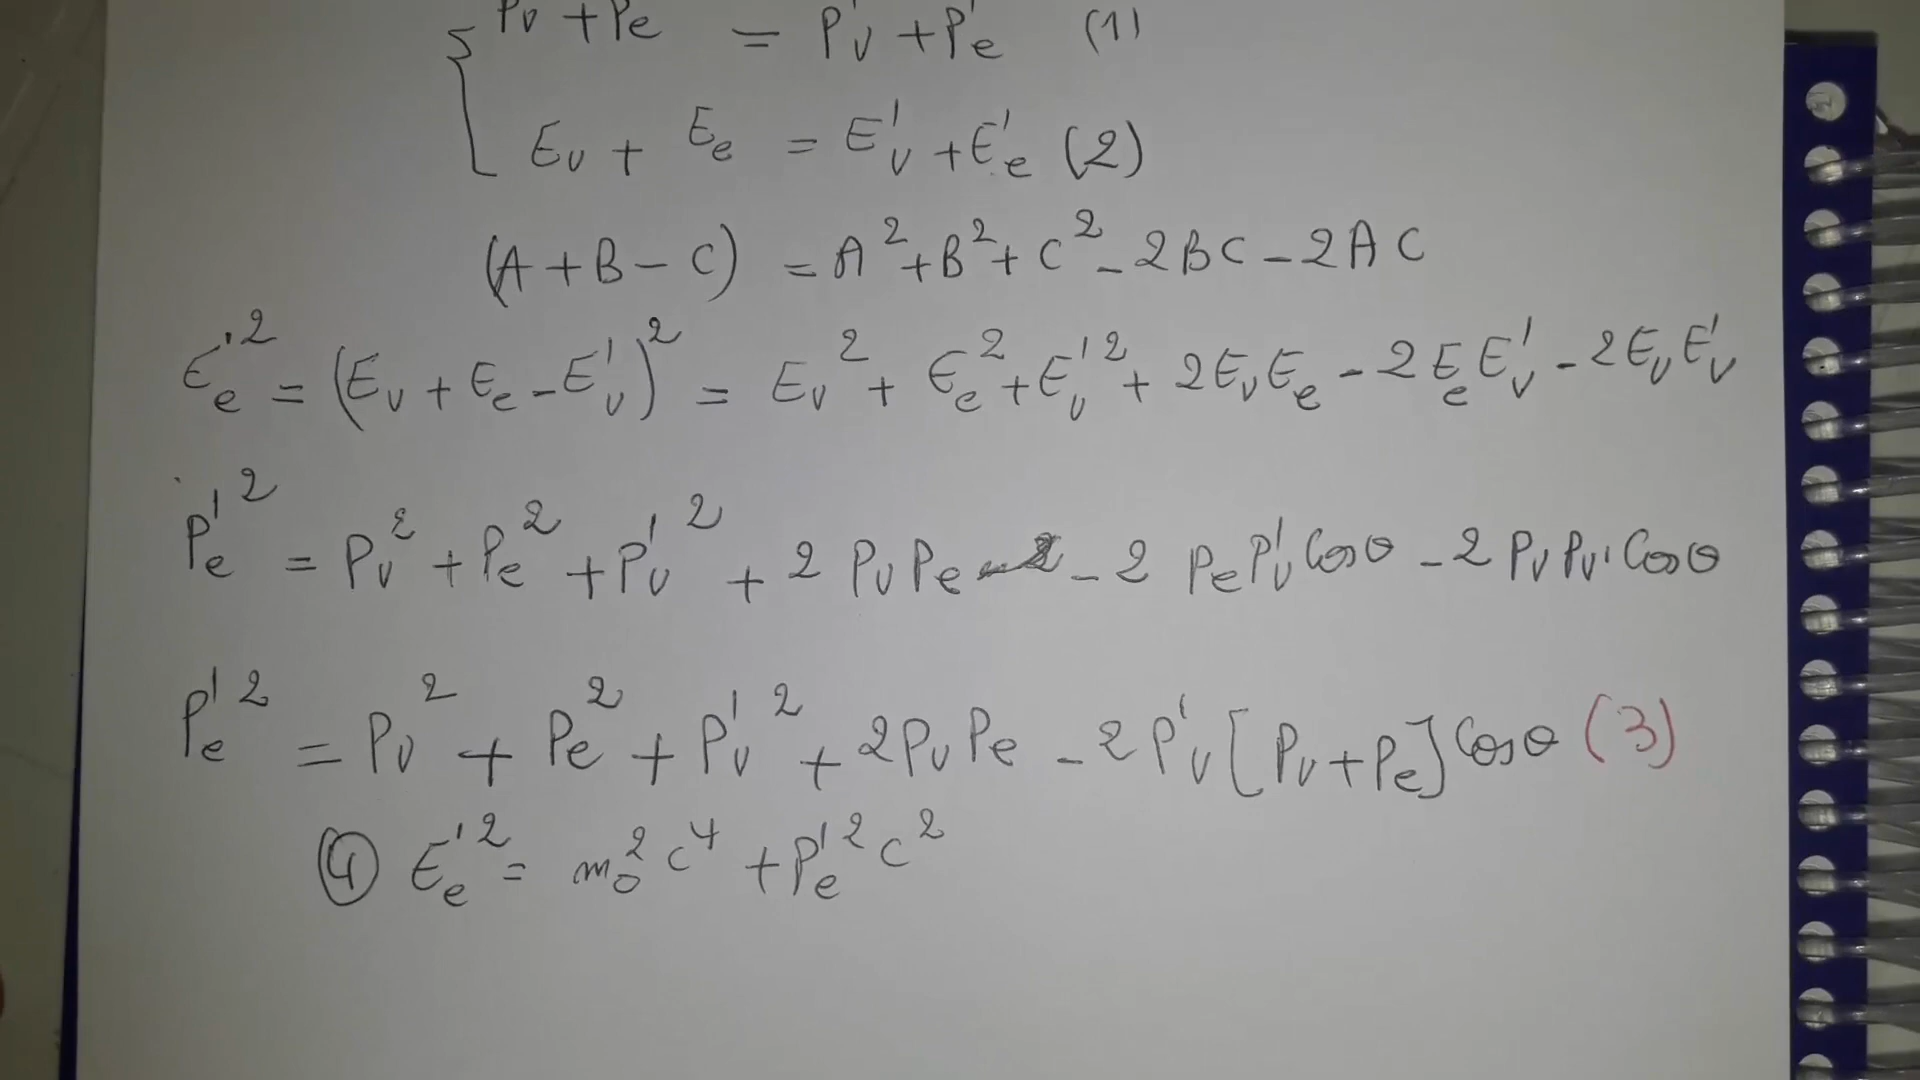 Pν + Pe = P'ν + P'e (1)
Eν + Ee = E'ν + E'e (2)
(A + B - C) = A² + B² + C² - 2BC - 2AC
E'e² = (Eν + Ee - E'ν)² = Eν² + Ee² + E'ν² + 2EνEe - 2EeE'ν - 2EνE'ν
P'e² = Pν² + Pe² + P'ν² + 2PνPe - 2PeP'ν Cosθ - 2PνPν' Cosθ
P'e² = Pν² + Pe² + P'ν² + 2PνPe - 2P'ν[Pν + Pe] Cosθ (3)
④ E'e² = m₀²c⁴ + P'e²c²